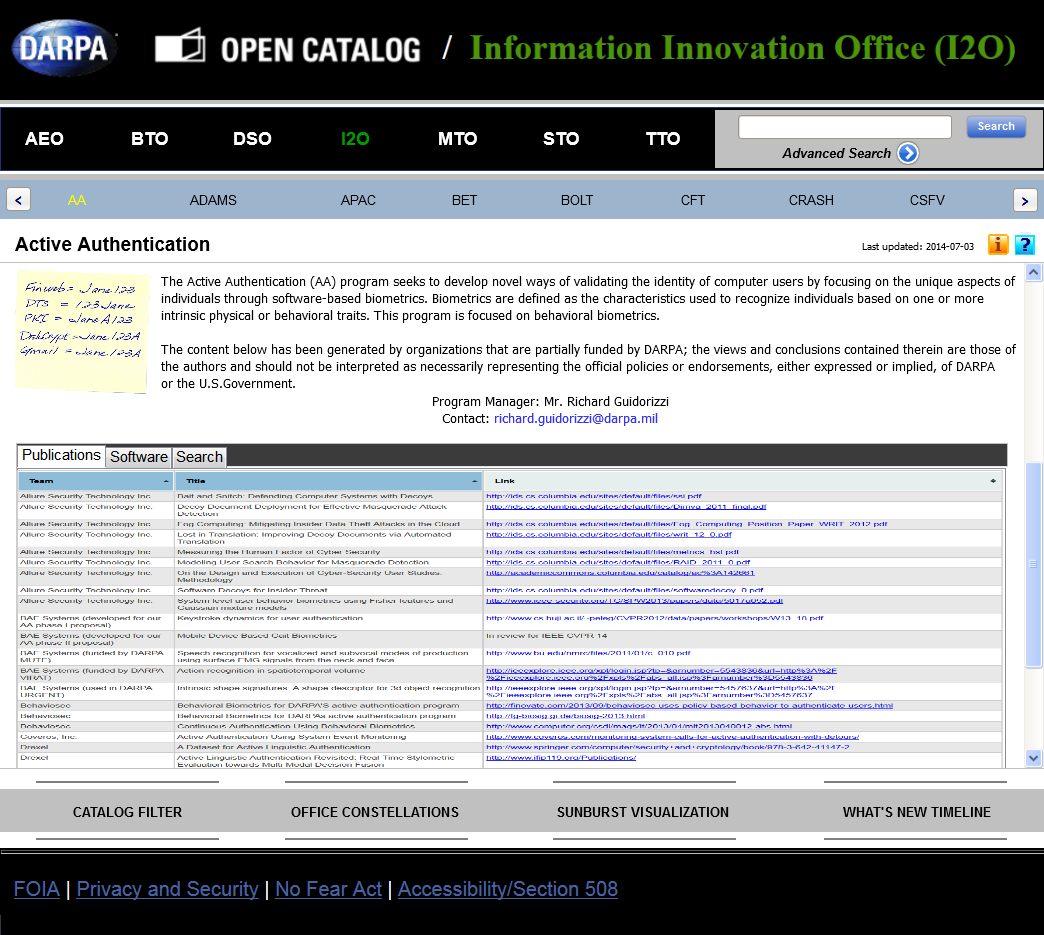 DARPA OPEN CATALOG / Information Innovation Office (I2O)
AEO BTO DSO I2O MTO STO TTO
Search
Advanced Search
< AA ADAMS APAC BET BOLT CFT CRASH CSFV >
Active Authentication
Last updated: 2014-07-03 i ?
Finweb = Jane123
DTS = 123Jane
PKI = JaneA123
DiskCrypt = Jane123A
Gmail = Jane123A
The Active Authentication (AA) program seeks to develop novel ways of validating the identity of computer users by focusing on the unique aspects of
individuals through software-based biometrics. Biometrics are defined as the characteristics used to recognize individuals based on one or more
intrinsic physical or behavioral traits. This program is focused on behavioral biometrics.
The content below has been generated by organizations that are partially funded by DARPA; the views and conclusions contained therein are those of
the authors and should not be interpreted as necessarily representing the official policies or endorsements, either expressed or implied, of DARPA
or the U.S.Government.
Program Manager: Mr. Richard Guidorizzi
Contact: richard.guidorizzi@darpa.mil
Publications Software Search
Team Title Link
Allure Security Technology Inc. Bait and Snitch: Defending Computer Systems with Decoys http://ids.cs.columbia.edu/sites/default/files/ssi.pdf
Allure Security Technology Inc. Decoy Document Deployment for Effective Masquerade Attack http://ids.cs.columbia.edu/sites/default/files/Dimva_2011_final.pdf
Detection
Allure Security Technology Inc. Fog Computing: Mitigating Insider Data Theft Attacks in the Cloud http://ids.cs.columbia.edu/sites/default/files/Fog_Computing_Position_Paper_WRIT_2012.pdf
Allure Security Technology Inc. Lost in Translation: Improving Decoy Documents via Automated http://ids.cs.columbia.edu/sites/default/files/writ_12_0.pdf
Translation
Allure Security Technology Inc. Measuring the Human Factor of Cyber Security http://ids.cs.columbia.edu/sites/default/files/metrics_hst.pdf
Allure Security Technology Inc. Modeling User Search Behavior for Masquerade Detection http://ids.cs.columbia.edu/sites/default/files/RAID_2011_0.pdf
Allure Security Technology Inc. On the Design and Execution of Cyber-Security User Studies: http://academiccommons.columbia.edu/catalog/ac%3A142661
Methodology
Allure Security Technology Inc. Software Decoys for Insider Threat http://ids.cs.columbia.edu/sites/default/files/softwaredecoy_0.pdf
Allure Security Technology Inc. System level user behavior biometrics using Fisher features and http://www.ieee-security.org/TC/SPW2013/papers/data/5017a052.pdf
Gaussian mixture models
BAE Systems (developed for our Keystroke dynamics for user authentication http://www.cs.huji.ac.il/~peleg/CVPR2012/data/papers/workshops/W13_18.pdf
AA phase I proposal)
BAE Systems (developed for our Mobile Device Based Gait Biometrics In review for IEEE CVPR 14
AA phase II proposal)
BAE Systems (funded by DARPA Speech recognition for vocalized and subvocal modes of production http://www.bu.edu/nmrc/files/2011/01/c_010.pdf
MUTE) using surface EMG signals from the neck and face
BAE Systems (funded by DARPA Action recognition in spatiotemporal volume http://ieeexplore.ieee.org/xpl/login.jsp?tp=&arnumber=5543830&url=http%3A%2F
VIRAT) %2Fieeexplore.ieee.org%2Fxpls%2Fabs_all.jsp%3Farnumber%3D5543830
BAE Systems (used in DARPA Intrinsic shape signatures: A shape descriptor for 3d object recognition http://ieeexplore.ieee.org/xpl/login.jsp?tp=&arnumber=5457637&url=http%3A%2F
URGENT) %2Fieeexplore.ieee.org%2Fxpls%2Fabs_all.jsp%3Farnumber%3D5457637
Behaviosec Behavioral Biometrics for DARPA'S active authentication program http://finovate.com/2013/09/behaviosec-uses-policy-based-behavior-to-authenticate-users.html
Behaviosec Behavioral Biometrics for DARPAs active authentication program http://fg-biosig.gi.de/biosig-2013.html
Behaviosec Continuous Authentication Using Behavioral Biometrics http://www.computer.org/csdl/mags/it/2013/04/mit2013040012-abs.html
Coveros, Inc. Active Authentication Using System Event Monitoring http://www.coveros.com/monitoring-system-calls-for-active-authentication-with-detours/
Drexel A Dataset for Active Linguistic Authentication http://www.springer.com/computer/security+and+cryptology/book/978-3-642-41147-2
Drexel Active Linguistic Authentication Revisited: Real-Time Stylometric http://www.ifip119.org/Publications/
Evaluation towards Multi-Modal Decision Fusion
CATALOG FILTER OFFICE CONSTELLATIONS SUNBURST VISUALIZATION WHAT'S NEW TIMELINE
FOIA | Privacy and Security | No Fear Act | Accessibility/Section 508